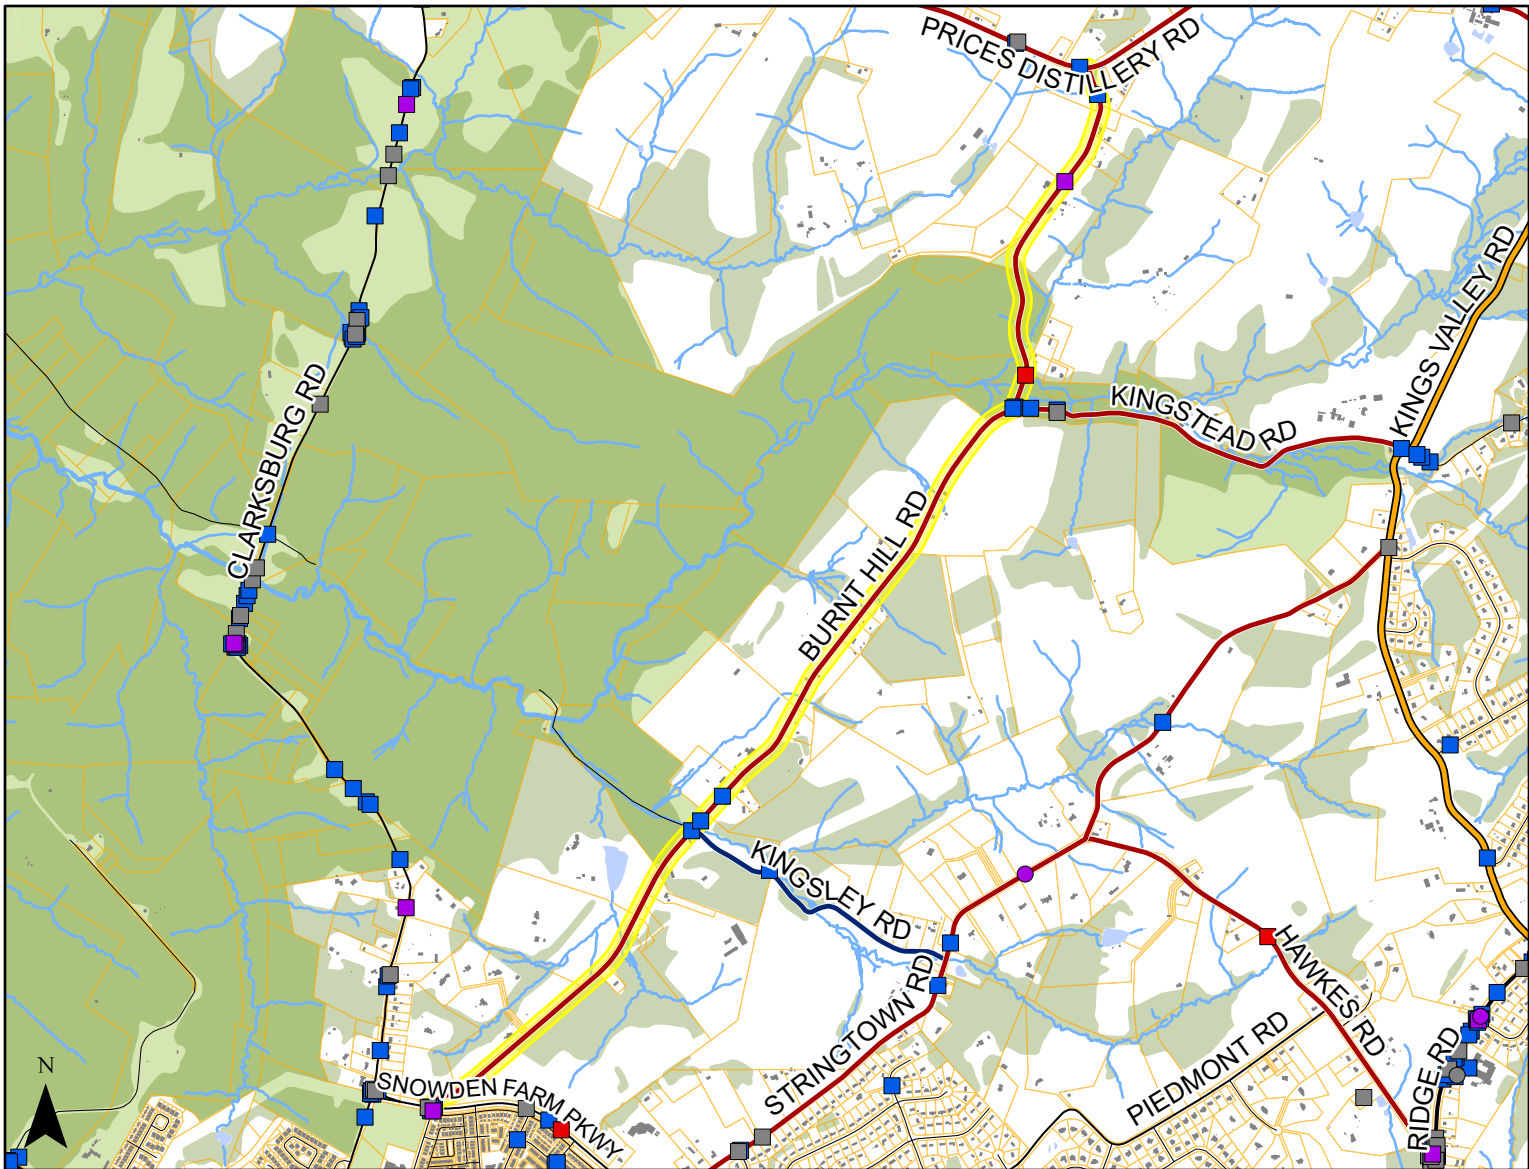 PRICES DISTILLERY RD
KINGS VALLEY RD
CLARKSBURG RD
KINGSTEAD RD
BURNT HILL RD
KINGSLEY RD
STRINGTOWN RD
HAWKES RD
PIEDMONT RD
RIDGE RD
SNOWDEN FARM PKWY
N